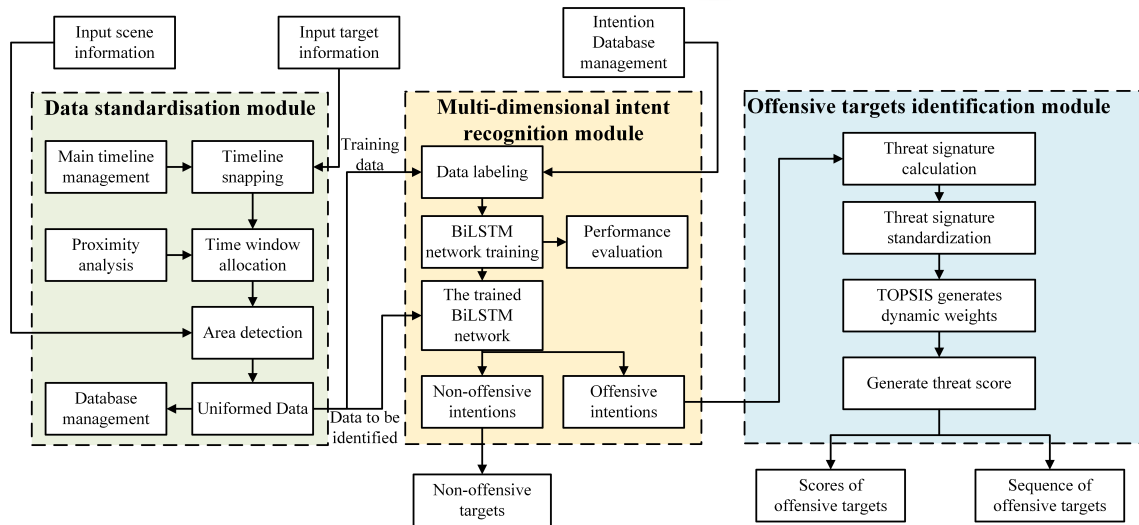 Input scene
information
Input target
information
Intention
Database
management
Data standardisation module
Main timeline
management
Timeline
snapping
Proximity
analysis
Time window
allocation
Area detection
Database
management
Uniformed Data
Training
data
Data to be
identified
Multi-dimensional intent
recognition module
Data labeling
BiLSTM
network training
Performance
evaluation
The trained
BiLSTM
network
Non-offensive
intentions
Offensive
intentions
Non-offensive
targets
Offensive targets identification module
Threat signature
calculation
Threat signature
standardization
TOPSIS generates
dynamic weights
Generate threat score
Scores of
offensive targets
Sequence of
offensive targets